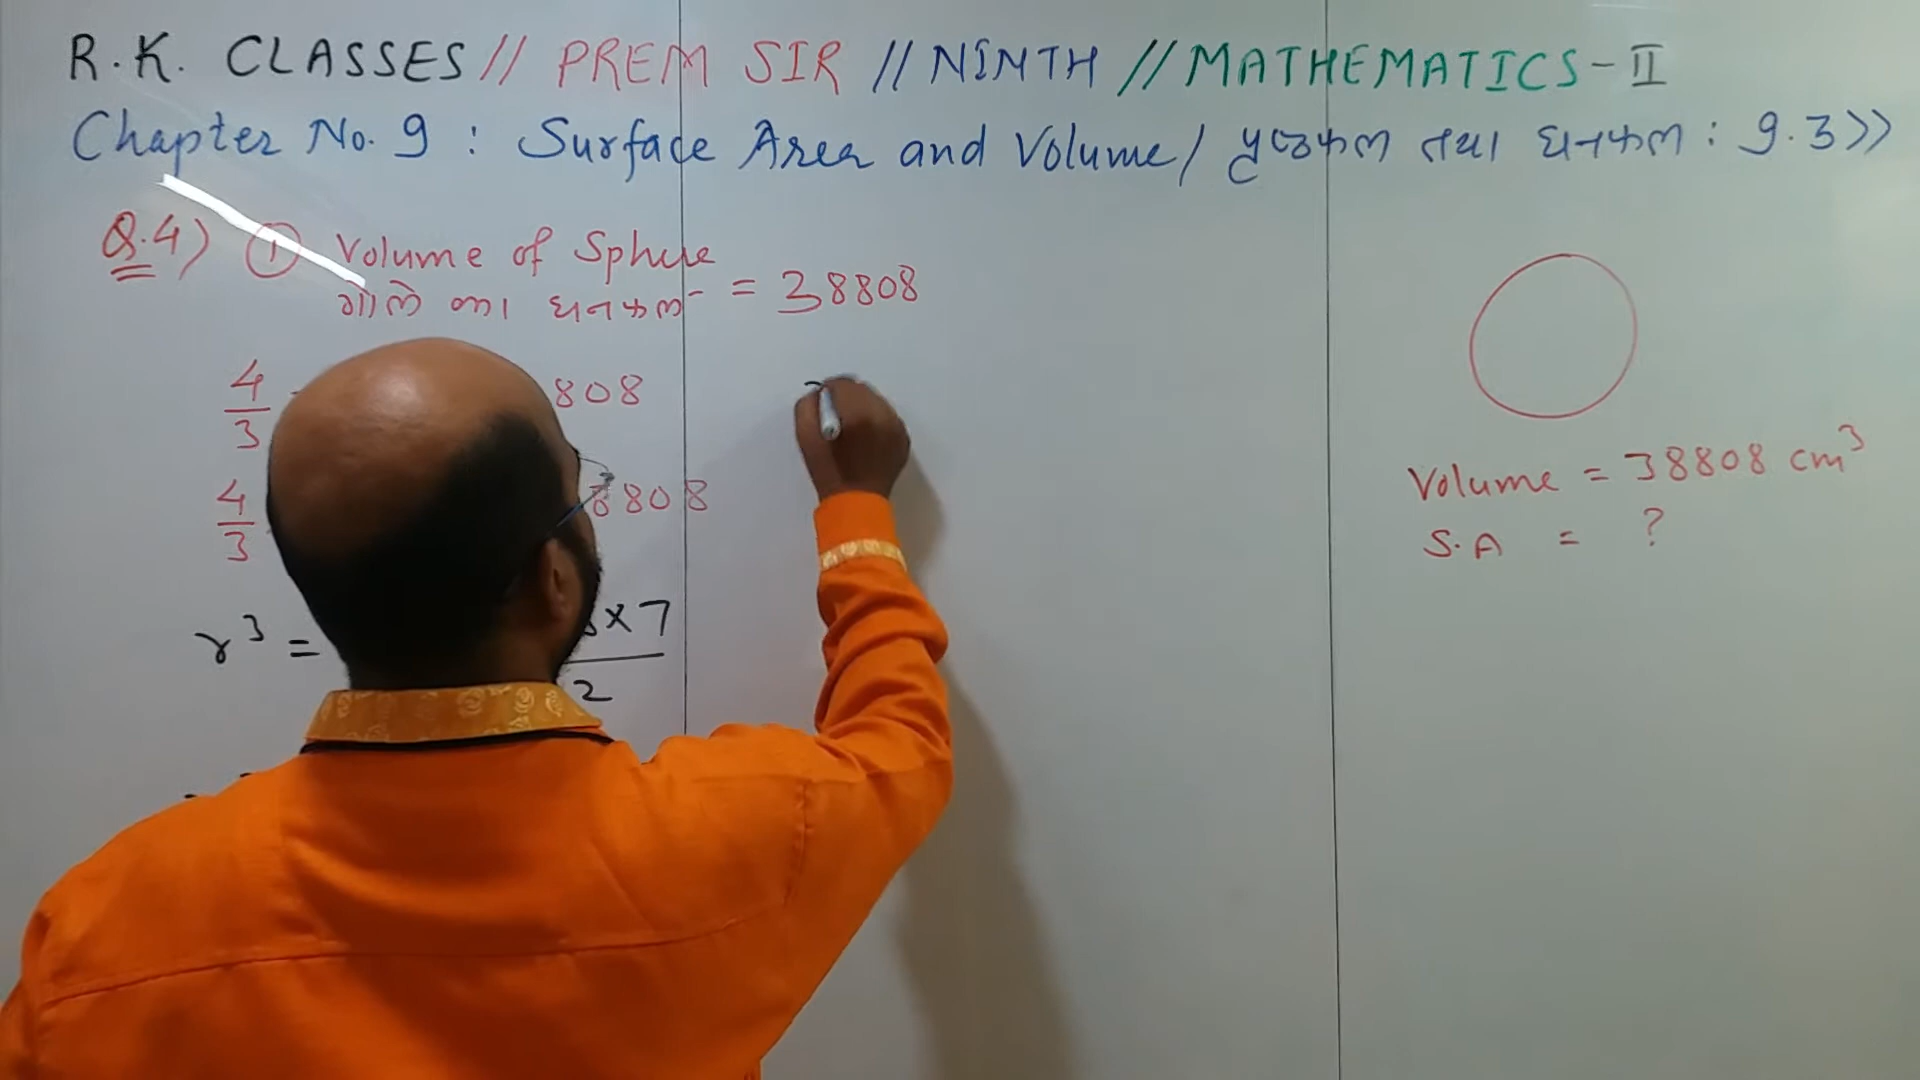 R.K. CLASSES // PREM SIR // NINTH // MATHEMATICS - II
Chapter No. 9 : Surface Area and Volume / पृष्ठफल तथा घनफल : 9.3 >>
Q.4) ① Volume of Sphere
गोले का घनफल = 38808
4/3 808
4/3 8808
r³ = × 7
2
Volume = 38808 cm³
S.A = ?